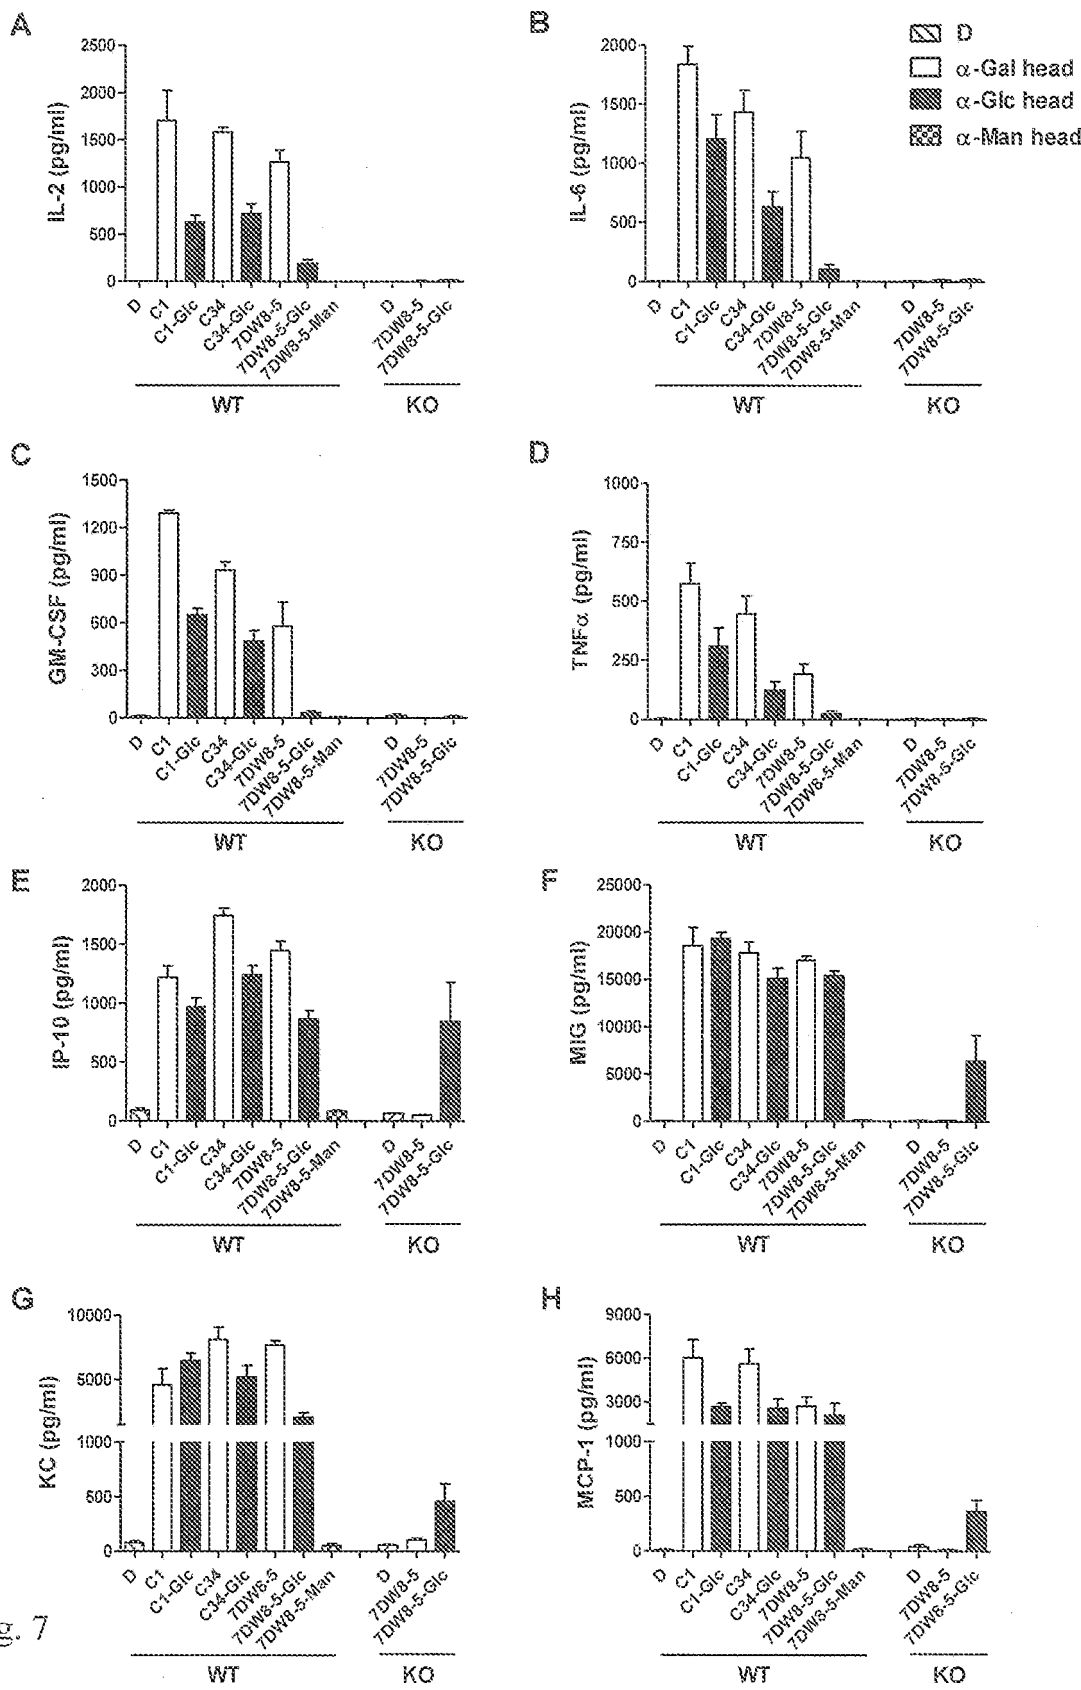 A
IL-2 (pg/ml)
2500
2000
1500
1000
500
0
D
C1
C1-Glc
C34
C34-Glc
7DW8-5
7DW8-5-Glc
7DW8-5-Man
D
7DW8-5
7DW8-5-Glc
WT
KO
B
IL-6 (pg/ml)
2000
1500
1000
500
0
D
C1
C1-Glc
C34
C34-Glc
7DW8-5
7DW8-5-Glc
7DW8-5-Man
D
7DW8-5
7DW8-5-Glc
WT
KO
D
α-Gal head
α-Glc head
α-Man head
C
GM-CSF (pg/ml)
1500
1200
900
600
300
0
D
C1
C1-Glc
C34
C34-Glc
7DW8-5
7DW8-5-Glc
7DW8-5-Man
D
7DW8-5
7DW8-5-Glc
WT
KO
D
TNFα (pg/ml)
1000
750
500
250
0
D
C1
C1-Glc
C34
C34-Glc
7DW8-5
7DW8-5-Glc
7DW8-5-Man
D
7DW8-5
7DW8-5-Glc
WT
KO
E
IP-10 (pg/ml)
2000
1500
1000
500
0
D
C1
C1-Glc
C34
C34-Glc
7DW8-5
7DW8-5-Glc
7DW8-5-Man
D
7DW8-5
7DW8-5-Glc
WT
KO
F
MIG (pg/ml)
25000
20000
15000
10000
5000
0
D
C1
C1-Glc
C34
C34-Glc
7DW8-5
7DW8-5-Glc
7DW8-5-Man
D
7DW8-5
7DW8-5-Glc
WT
KO
G
KC (pg/ml)
10000
5000
1000
500
0
D
C1
C1-Glc
C34
C34-Glc
7DW8-5
7DW8-5-Glc
7DW8-5-Man
D
7DW8-5
7DW8-5-Glc
WT
KO
H
MCP-1 (pg/ml)
9000
6000
3000
1000
500
0
D
C1
C1-Glc
C34
C34-Glc
7DW8-5
7DW8-5-Glc
7DW8-5-Man
D
7DW8-5
7DW8-5-Glc
WT
KO
g. 7